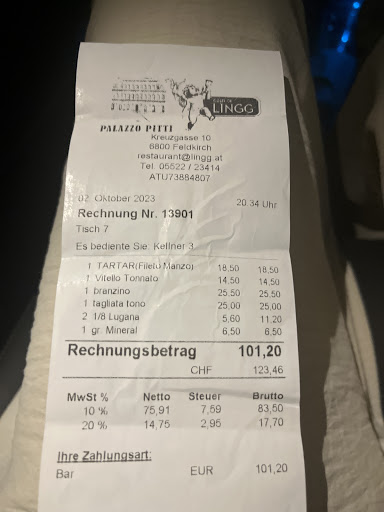 LINGG
PALAZZO PITTI
Kreuzgasse 10
6800 Feldkirch
restaurant@lingg.at
Tel. 05522 / 23414
ATU73884807
02. Oktober 2023 20:34 Uhr
Rechnung Nr. 13901
Tisch 7
Es bediente Sie: Kellner 3
1 TARTAR(Filetto Manzo) 18,50 18,50
1 Vitello Tonnato 14,50 14,50
1 branzino 25,50 25,50
1 tagliata tono 25,00 25,00
2 1/8 Lugana 5,60 11,20
1 gr. Mineral 6,50 6,50
Rechnungsbetrag 101,20
CHF 123,46
MwSt % Netto Steuer Brutto
10 % 75,91 7,59 83,50
20 % 14,75 2,95 17,70
Ihre Zahlungsart:
Bar EUR 101,20